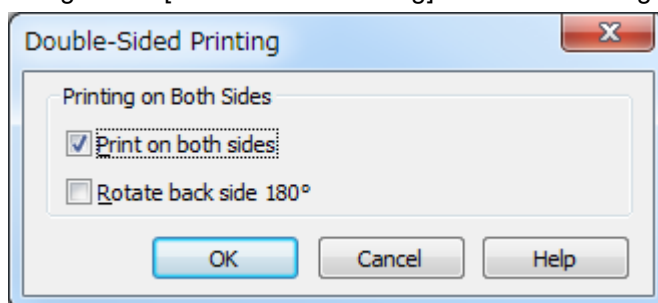 Double-Sided Printing
Printing on Both Sides
Print on both sides
Rotate back side 180°
OK
Cancel
Help